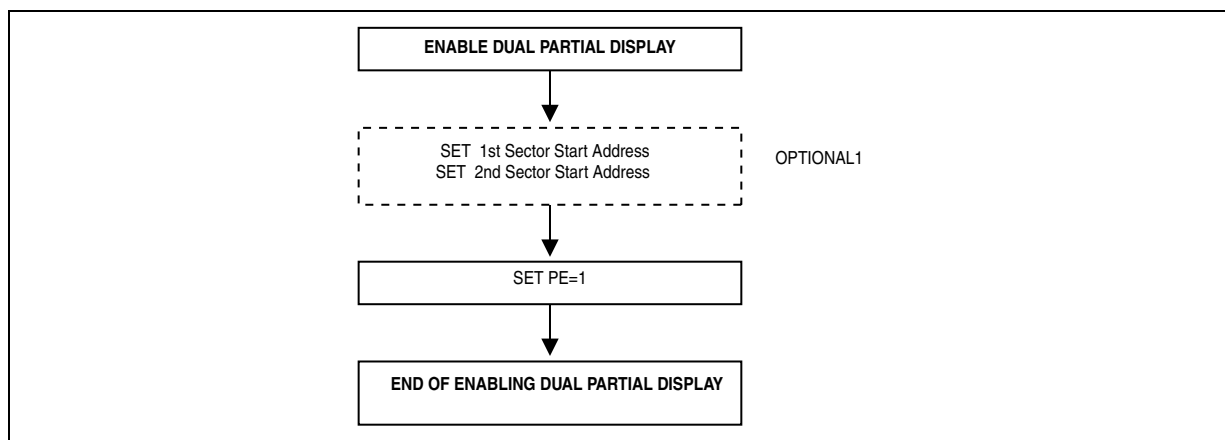 ENABLE DUAL PARTIAL DISPLAY
SET 1st Sector Start Address
SET 2nd Sector Start Address
OPTIONAL1
SET PE=1
END OF ENABLING DUAL PARTIAL DISPLAY